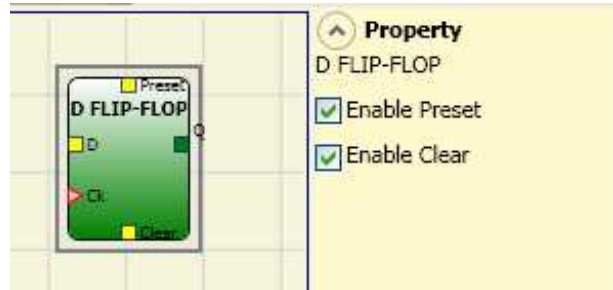 Preset
D FLIP-FLOP
D
Q
Ck
Clear
Property
D FLIP-FLOP
Enable Preset
Enable Clear